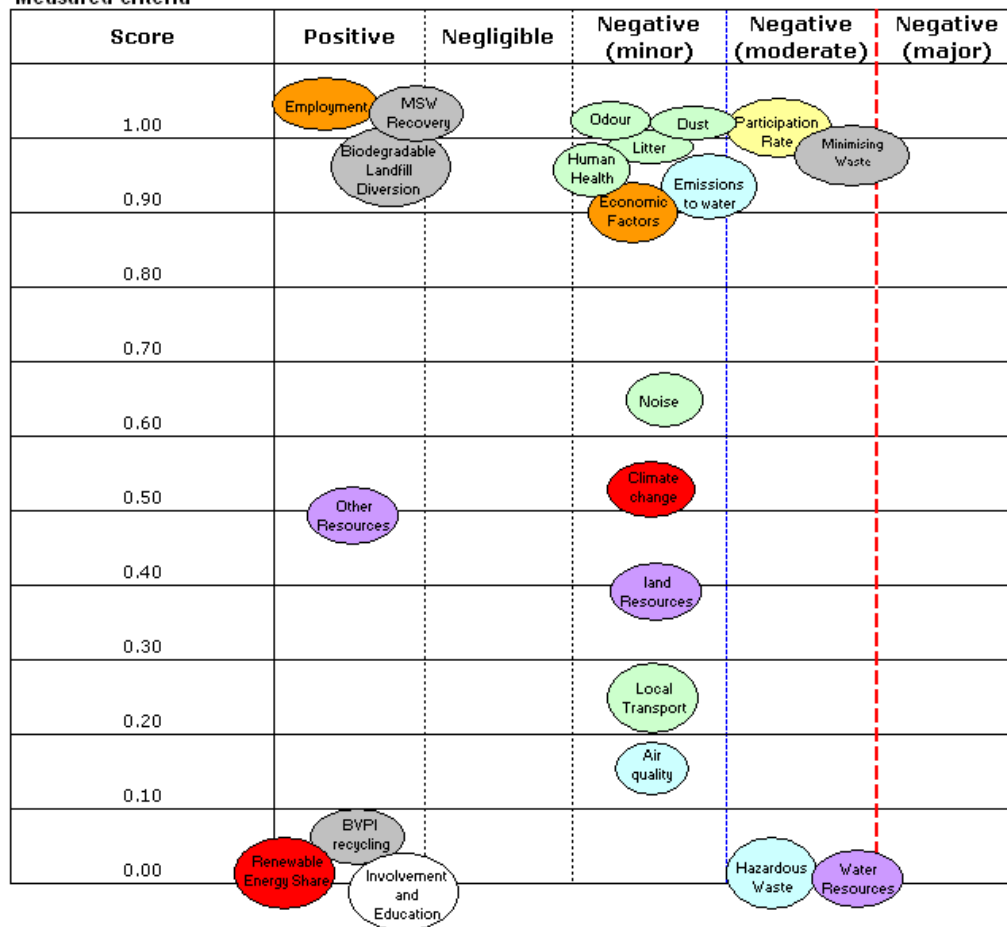 Measured criteria
Score
Positive
Negligible
Negative
(minor)
Negative
(moderate)
Negative
(major)
Employment
MSW
Recovery
Biodegradable
Landfill
Diversion
Odour
Dust
Litter
Human
Health
Emissions
to water
Economic
Factors
Participation
Rate
Minimising
Waste
1.00
0.90
0.80
0.70
Noise
0.60
Climate
change
0.50
Other
Resources
land
Resources
0.40
0.30
Local
Transport
0.20
Air
quality
0.10
BVPI
recycling
Renewable
Energy Share
Involvement
and
Education
Hazardous
Waste
Water
Resources
0.00